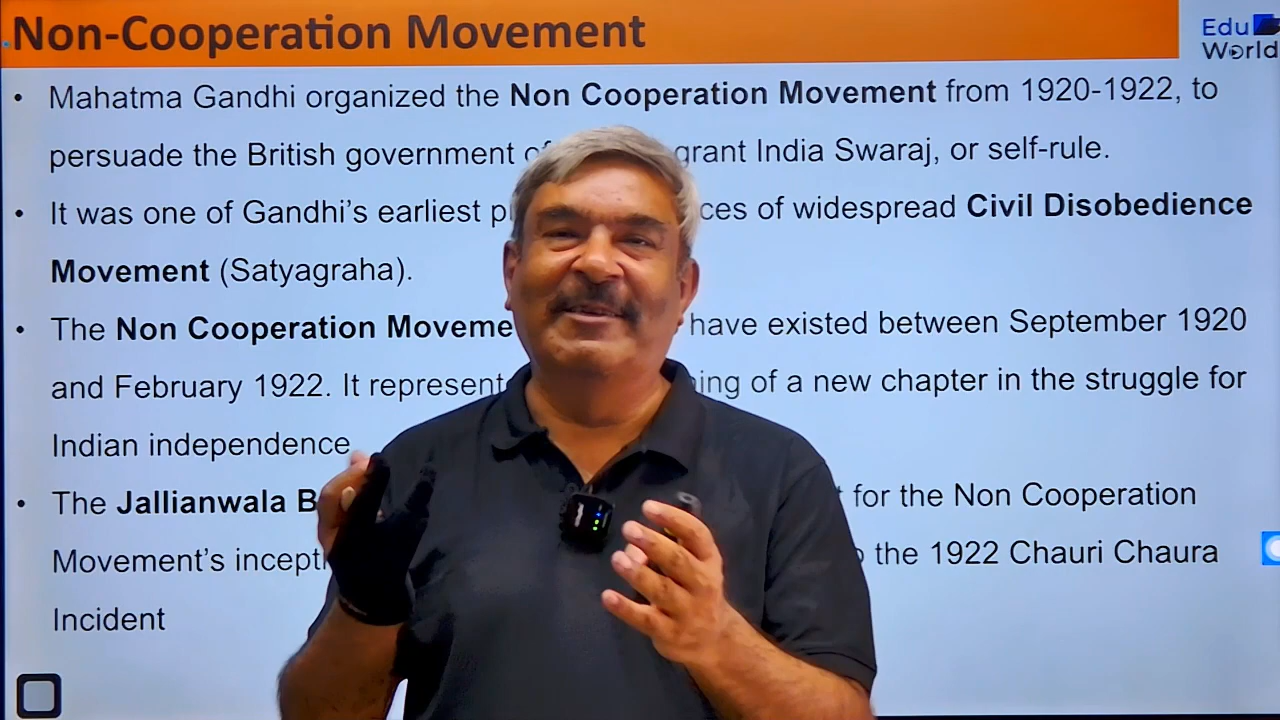 Non-Cooperation Movement
Edu
World
• Mahatma Gandhi organized the Non Cooperation Movement from 1920-1922, to
persuade the British government grant India Swaraj, or self-rule.
• It was one of Gandhi's earliest of widespread Civil Disobedience
Movement (Satyagraha).
• The Non Cooperation have existed between September 1920
and February 1922. It of a new chapter in the struggle for
Indian independence
• The Jallianwala for the Non Cooperation
Movement's the 1922 Chauri Chaura
Incident